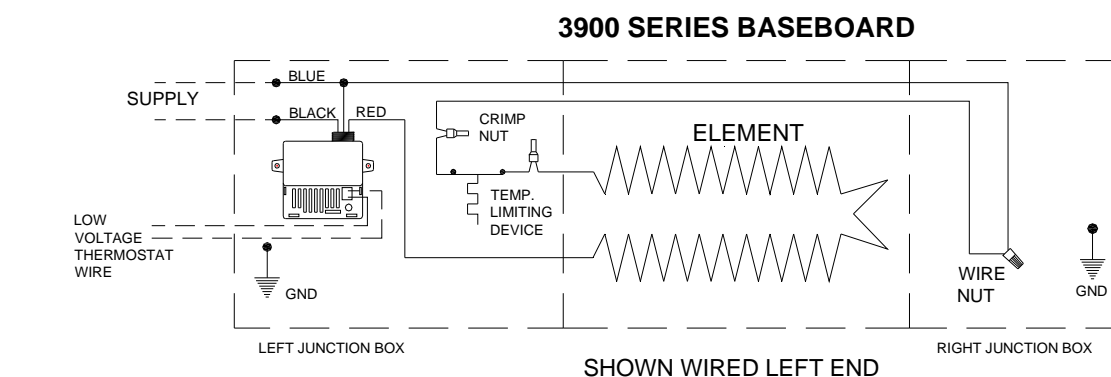 3900 SERIES BASEBOARD
BLUE
SUPPLY
BLACK RED
CRIMP
NUT
ELEMENT
TEMP.
LIMITING
DEVICE
LOW
VOLTAGE
THERMOSTAT
WIRE
GND
WIRE
NUT
GND
LEFT JUNCTION BOX
RIGHT JUNCTION BOX
SHOWN WIRED LEFT END